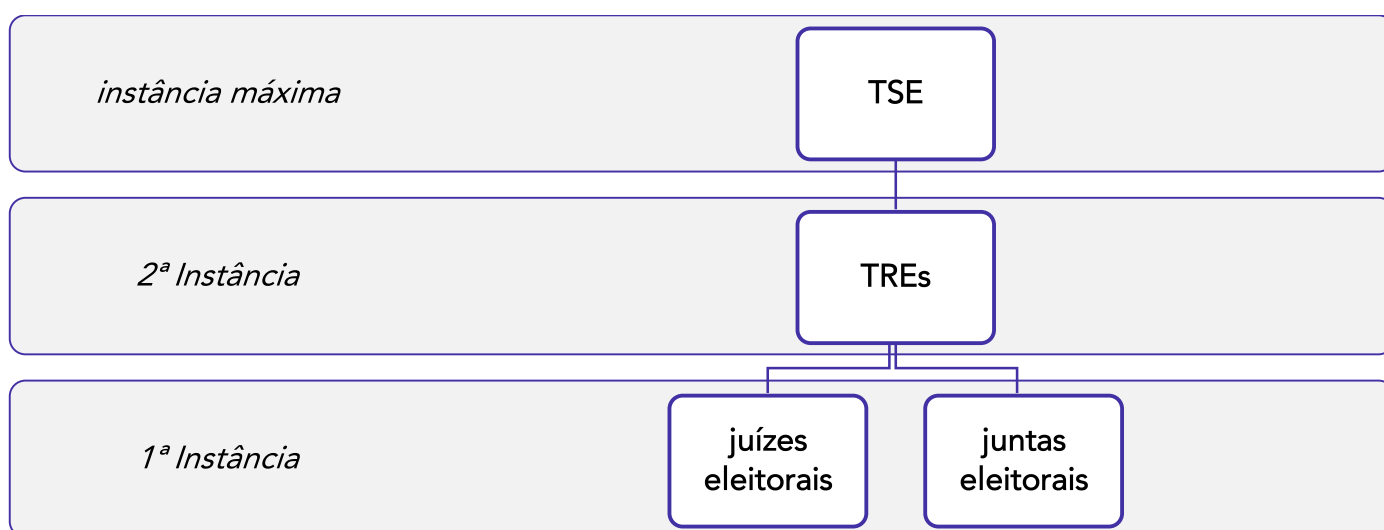 instância máxima
TSE
2ª Instância
TREs
1ª Instância
juízes
eleitorais
juntas
eleitorais